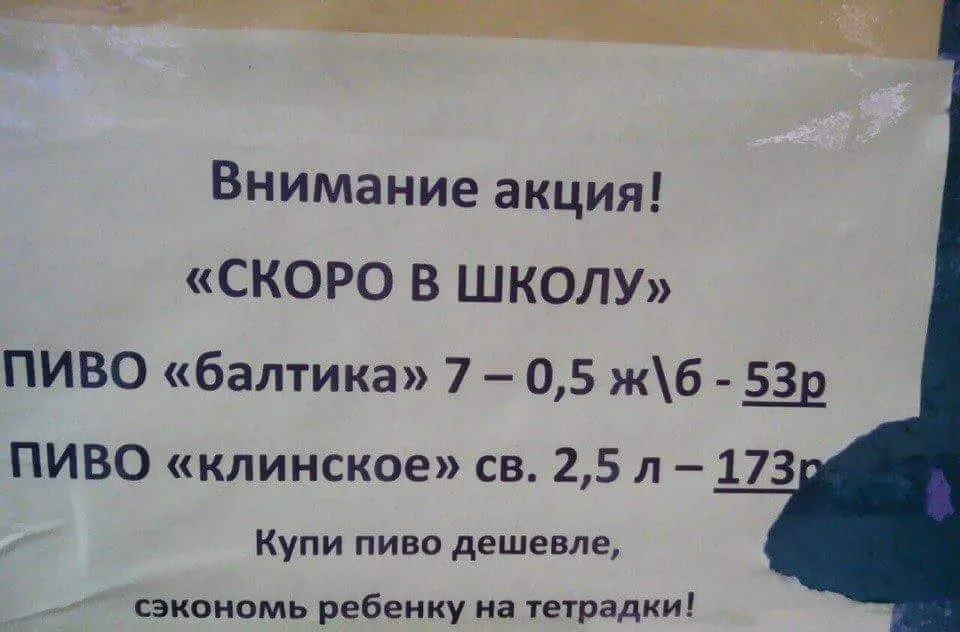 Внимание акция!
«СКОРО В ШКОЛУ»
ПИВО «балтика» 7 – 0,5 ж\б - 53р
ПИВО «клинское» св. 2,5 л – 173р
Купи пиво дешевле,
сэкономь ребенку на тетрадки!